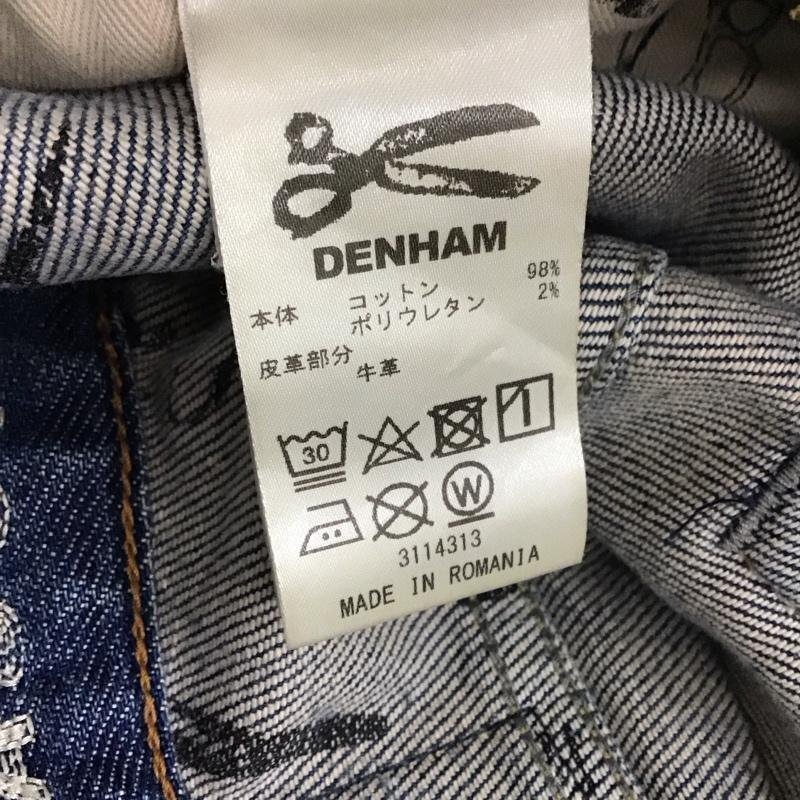 DENHAM
本体 コットン 98%
ポリウレタン 2%
皮革部分 牛革
30
W
3114313
MADE IN ROMANIA